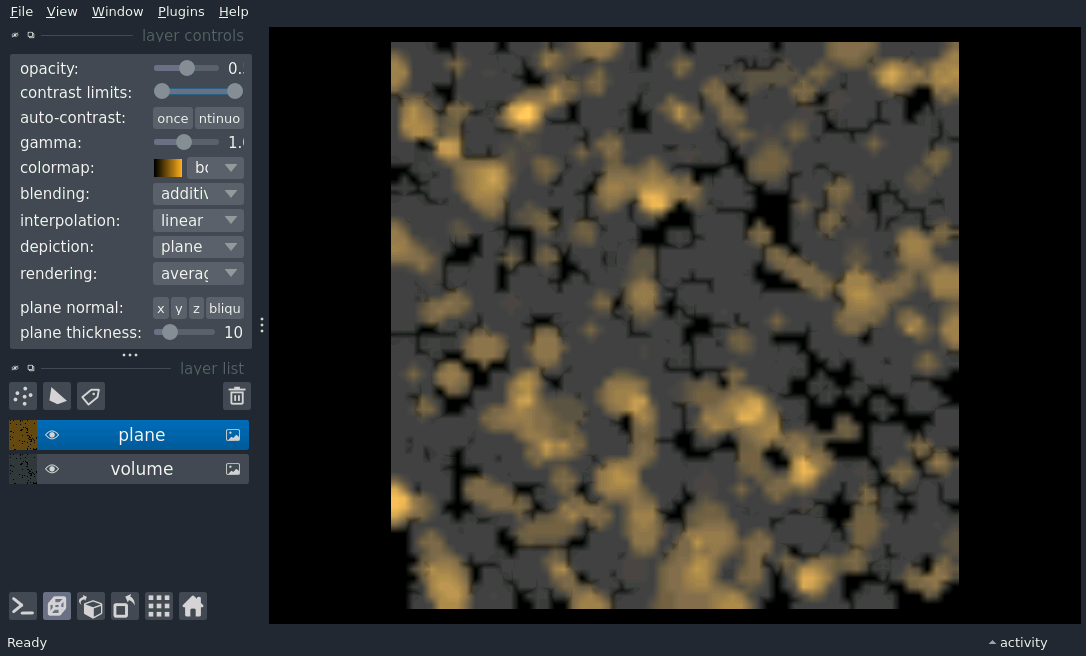 File View Window Plugins Help
layer controls
opacity: 0.
contrast limits:
auto-contrast: once ntinuo
gamma: 1.
colormap: bo
blending: additiv
interpolation: linear
depiction: plane
rendering: averag
plane normal: x y z bliqu
plane thickness: 10
layer list
plane
volume
Ready activity